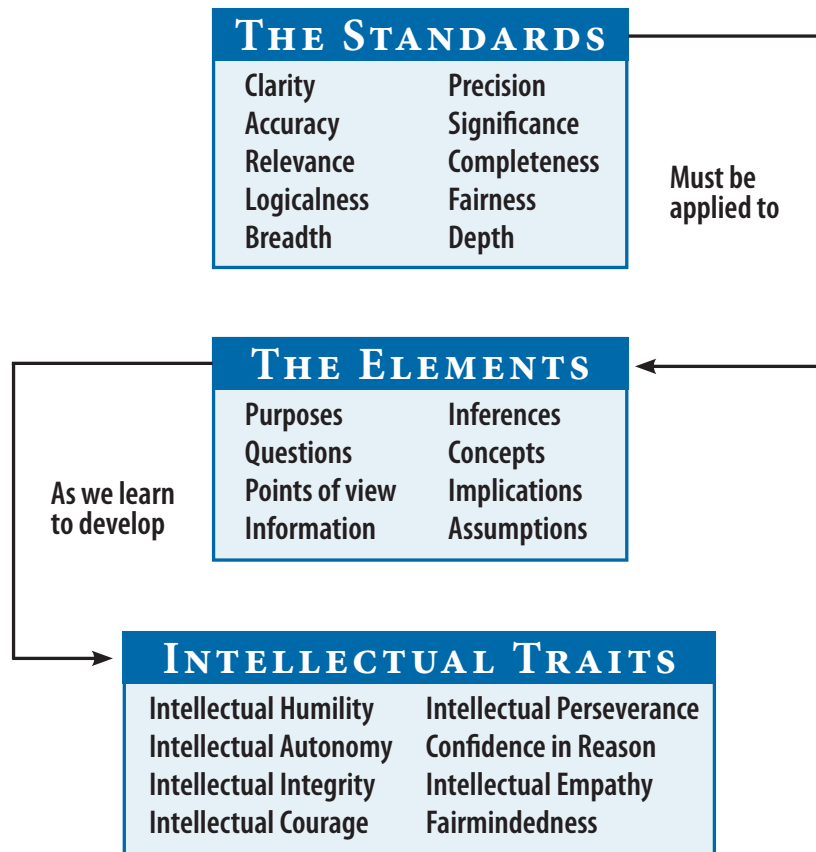 THE STANDARDS
Clarity Precision
Accuracy Significance
Relevance Completeness
Logicalness Fairness
Breadth Depth
Must be
applied to
THE ELEMENTS
Purposes Inferences
Questions Concepts
Points of view Implications
Information Assumptions
As we learn
to develop
INTELLECTUAL TRAITS
Intellectual Humility Intellectual Perseverance
Intellectual Autonomy Confidence in Reason
Intellectual Integrity Intellectual Empathy
Intellectual Courage Fairmindedness